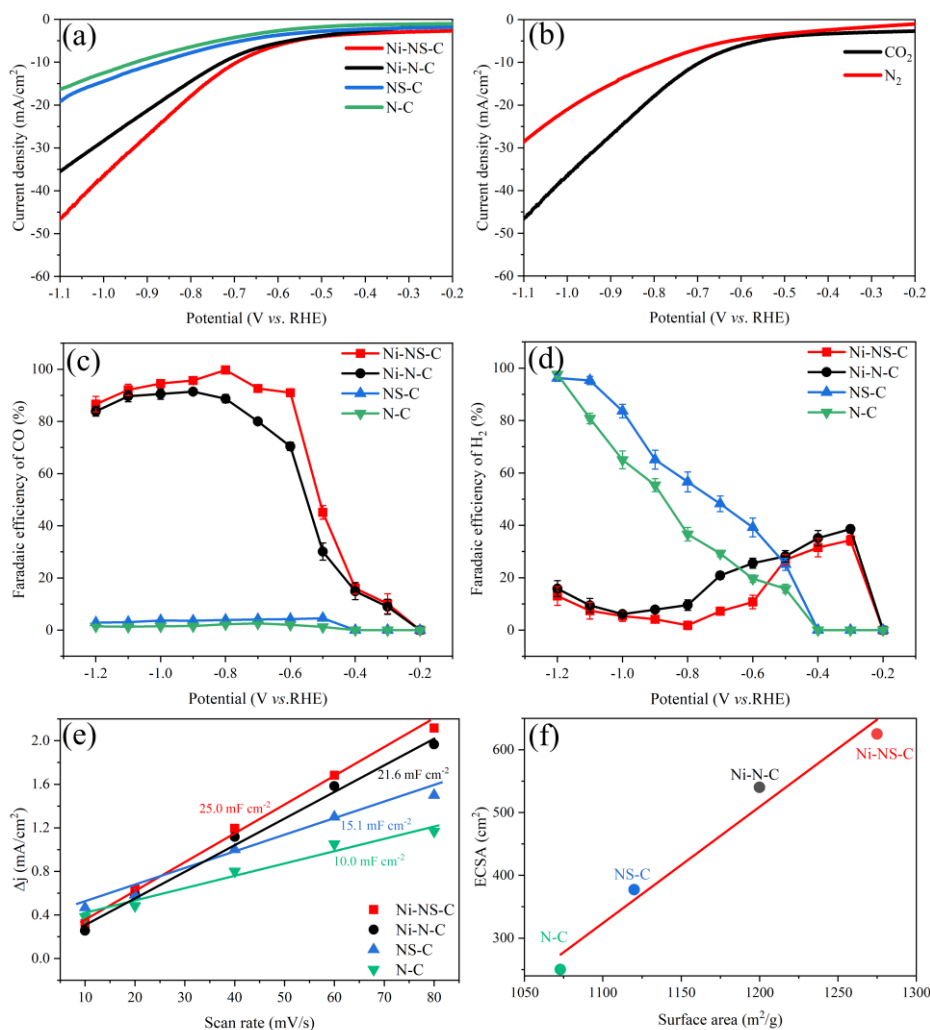 (a)
Ni-NS-C
Ni-N-C
NS-C
N-C
0
-10
-20
-30
-40
-50
-60
Current density (mA/cm²)
-1.1 -1.0 -0.9 -0.8 -0.7 -0.6 -0.5 -0.4 -0.3 -0.2
Potential (V vs. RHE)
(b)
CO₂
N₂
0
-10
-20
-30
-40
-50
-60
Current density (mA/cm²)
-1.1 -1.0 -0.9 -0.8 -0.7 -0.6 -0.5 -0.4 -0.3 -0.2
Potential (V vs. RHE)
(c)
Ni-NS-C
Ni-N-C
NS-C
N-C
100
80
60
40
20
0
Faradaic efficiency of CO (%)
-1.2 -1.0 -0.8 -0.6 -0.4 -0.2
Potential (V vs.RHE)
(d)
Ni-NS-C
Ni-N-C
NS-C
N-C
100
80
60
40
20
0
Faradaic efficiency of H₂ (%)
-1.2 -1.0 -0.8 -0.6 -0.4 -0.2
Potential (V vs.RHE)
(e)
2.0
1.6
1.2
0.8
0.4
0.0
Δj (mA/cm²)
25.0 mF cm⁻²
21.6 mF cm⁻²
15.1 mF cm⁻²
10.0 mF cm⁻²
Ni-NS-C
Ni-N-C
NS-C
N-C
10 20 30 40 50 60 70 80
Scan rate (mV/s)
(f)
600
500
400
300
ECSA (cm²)
Ni-NS-C
Ni-N-C
NS-C
N-C
1050 1100 1150 1200 1250 1300
Surface area (m²/g)